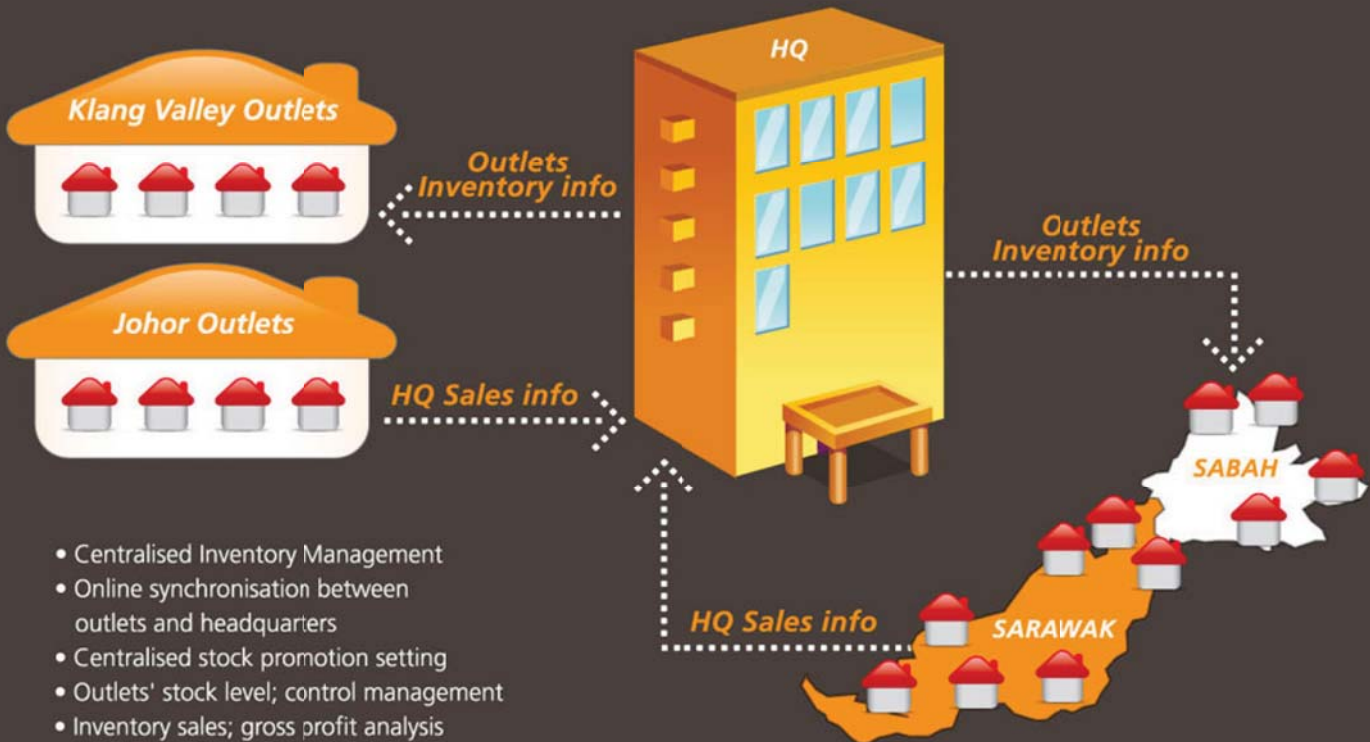 HQ
Klang Valley Outlets
Outlets
Inventory info
Outlets
Inventory info
Johor Outlets
HQ Sales info
SABAH
• Centralised Inventory Management
• Online synchronisation between
outlets and headquarters
• Centralised stock promotion setting
• Outlets' stock level; control management
• Inventory sales; gross profit analysis
HQ Sales info
SARAWAK